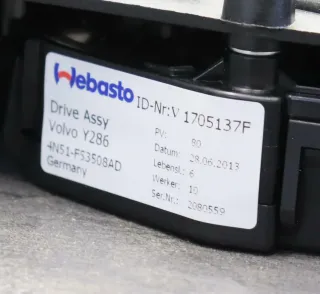 Webasto ID-Nr:V 1705137F
Drive Assy
Volvo Y286
4N51-F53508AD
Germany
PV: 80
Datum: 28.06.2013
Lebensl.: 6
Werker: 10
Ser.Nr.: 2080559